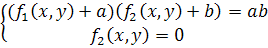 {(f₁(x,y)+a)(f₂(x,y)+b) = ab
f₂(x,y) = 0